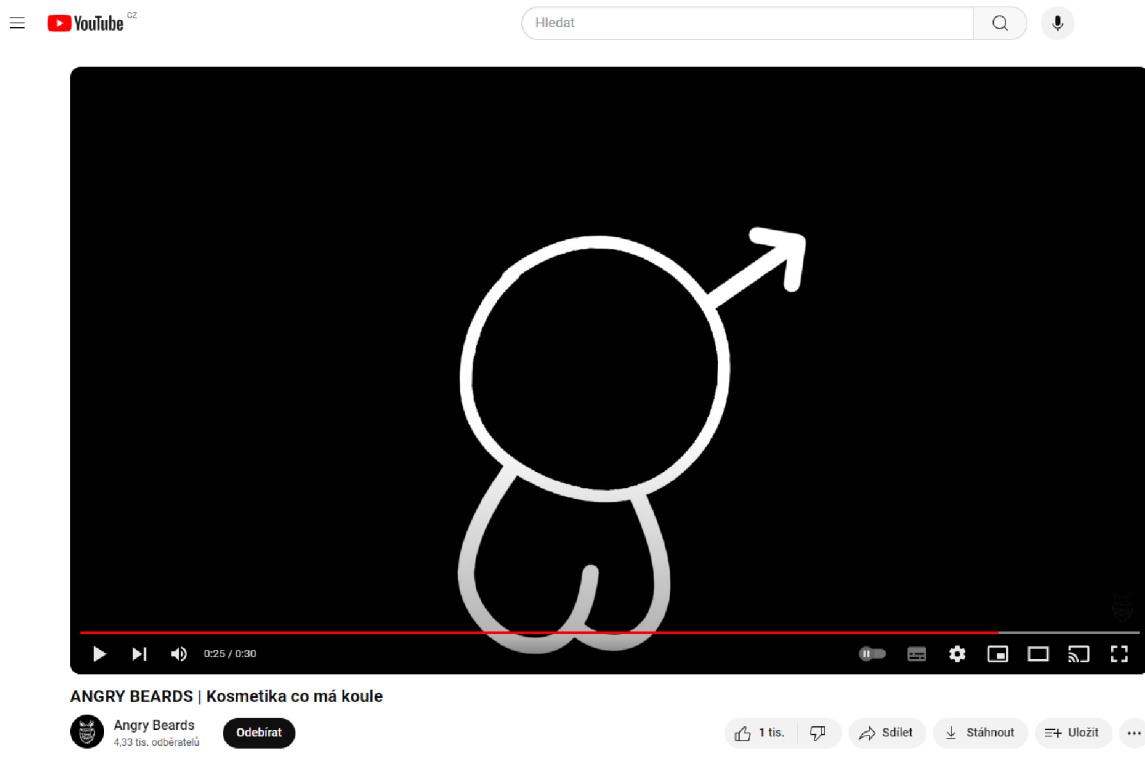 YouTube CZ
Hledat
0:25 / 0:30
ANGRY BEARDS | Kosmetika co má koule
Angry Beards
4,33 tis. odběratelů
Odebírat
1 tis.
Sdílet
Stáhnout
Uložit